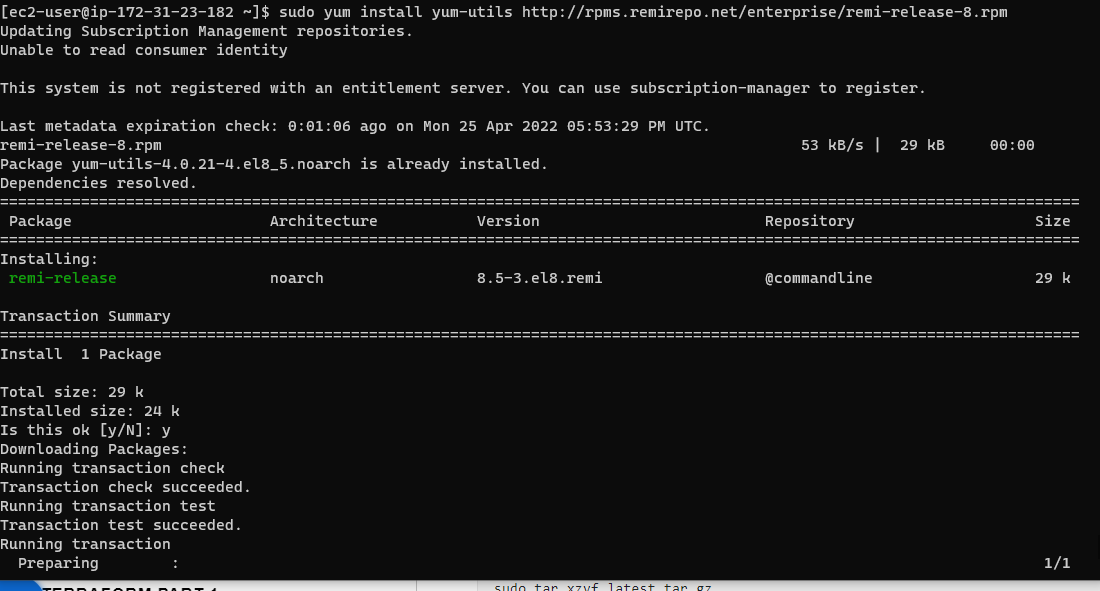 [ec2-user@ip-172-31-23-182 ~]$ sudo yum install yum-utils http://rpms.remirepo.net/enterprise/remi-release-8.rpm
Updating Subscription Management repositories.
Unable to read consumer identity
This system is not registered with an entitlement server. You can use subscription-manager to register.
Last metadata expiration check: 0:01:06 ago on Mon 25 Apr 2022 05:53:29 PM UTC.
remi-release-8.rpm 53 kB/s | 29 kB 00:00
Package yum-utils-4.0.21-4.el8_5.noarch is already installed.
Dependencies resolved.
========================================================================================================================
Package Architecture Version Repository Size
========================================================================================================================
Installing:
remi-release noarch 8.5-3.el8.remi @commandline 29 k
Transaction Summary
========================================================================================================================
Install 1 Package
Total size: 29 k
Installed size: 24 k
Is this ok [y/N]: y
Downloading Packages:
Running transaction check
Transaction check succeeded.
Running transaction test
Transaction test succeeded.
Running transaction
Preparing : 1/1
TERRAFORM PART 1
sudo tar xzvf latest.tar.gz